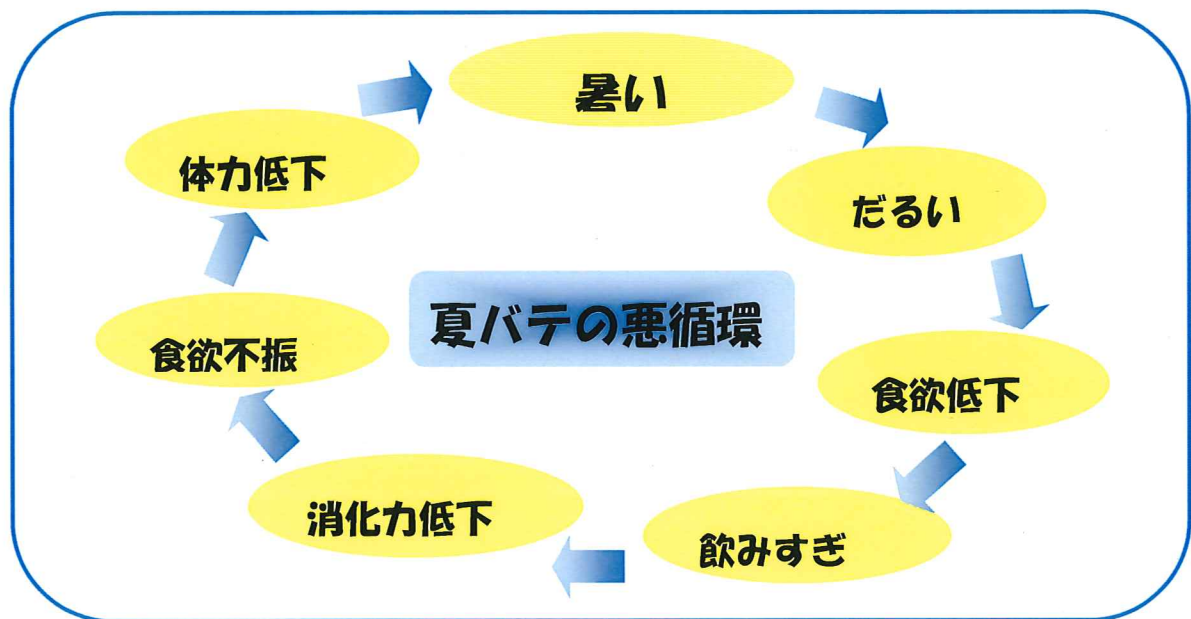 暑い
だるい
食欲低下
飲みすぎ
消化力低下
食欲不振
体力低下
夏バテの悪循環